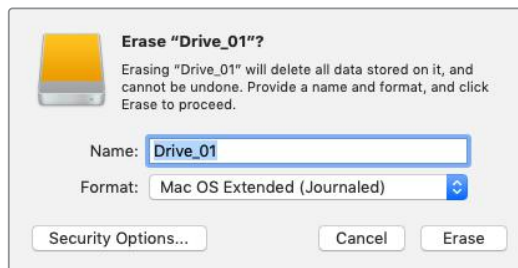 Erase “Drive_01”?
Erasing “Drive_01” will delete all data stored on it, and
cannot be undone. Provide a name and format, and click
Erase to proceed.
Name: Drive_01
Format: Mac OS Extended (Journaled)
Security Options... Cancel Erase